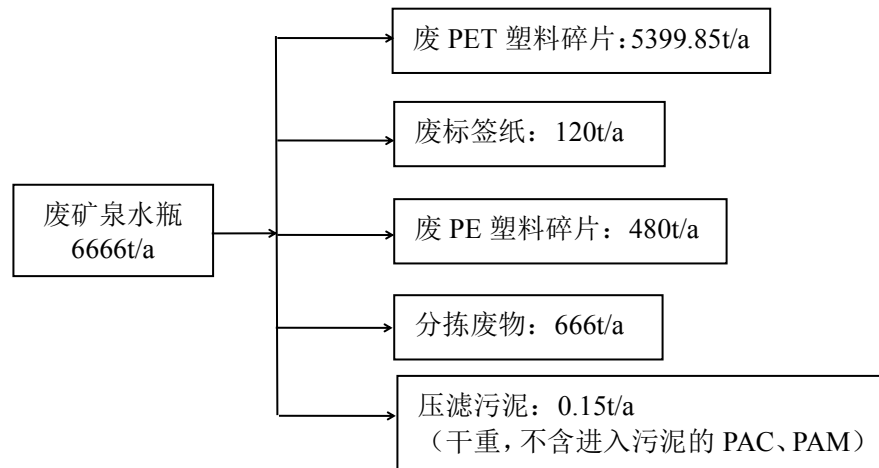 废 PET 塑料碎片：5399.85t/a
废标签纸：120t/a
废矿泉水瓶
6666t/a
废 PE 塑料碎片：480t/a
分拣废物：666t/a
压滤污泥：0.15t/a
（干重，不含进入污泥的 PAC、PAM）